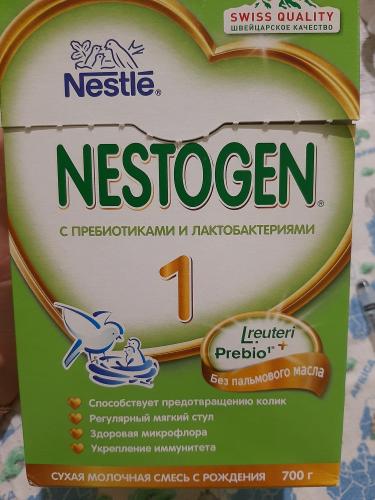 SWISS QUALITY
ШВЕЙЦАРСКОЕ КАЧЕСТВО
Nestlé®
NESTOGEN®
С ПРЕБИОТИКАМИ И ЛАКТОБАКТЕРИЯМИ
1
L.reuteri
Prebio1® +
Без пальмового масла
Способствует предотвращению колик
Регулярный мягкий стул
Здоровая микрофлора
Укрепление иммунитета
СУХАЯ МОЛОЧНАЯ СМЕСЬ С РОЖДЕНИЯ 700 г